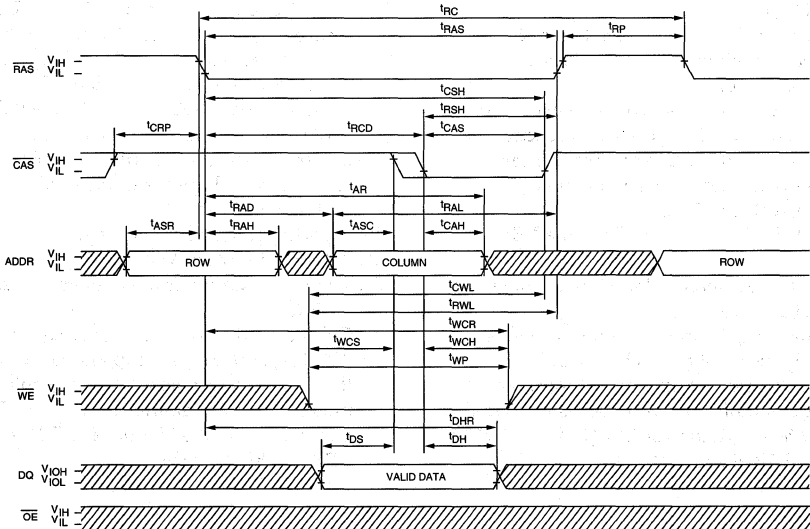 tRC
tRAS
tRP
RAS VIH
VIL
tCSH
tRSH
tCRP
tRCD
tCAS
CAS VIH
VIL
tAR
tRAD
tRAL
tASR
tRAH
tASC
tCAH
ADDR VIH
VIL
ROW
COLUMN
ROW
tCWL
tRWL
tWCR
tWCS
tWCH
tWP
WE VIH
VIL
tDHR
tDS
tDH
DQ VIOH
VIOL
VALID DATA
OE VIH
VIL